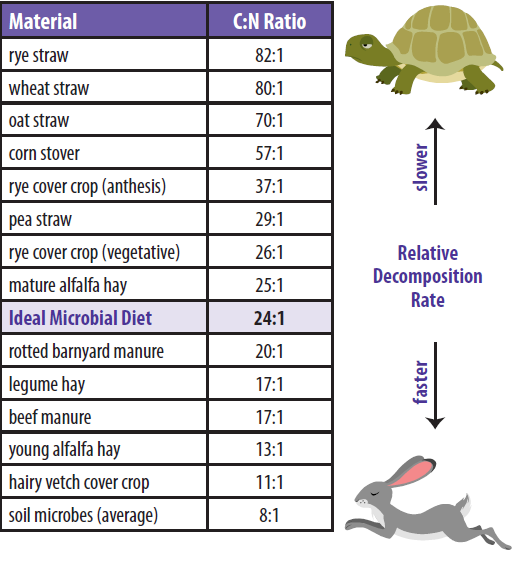 Material C:N Ratio
rye straw 82:1
wheat straw 80:1
oat straw 70:1
corn stover 57:1
rye cover crop (anthesis) 37:1
pea straw 29:1
rye cover crop (vegetative) 26:1
mature alfalfa hay 25:1
Ideal Microbial Diet 24:1
rotted barnyard manure 20:1
legume hay 17:1
beef manure 17:1
young alfalfa hay 13:1
hairy vetch cover crop 11:1
soil microbes (average) 8:1
slower
Relative
Decomposition
Rate
faster